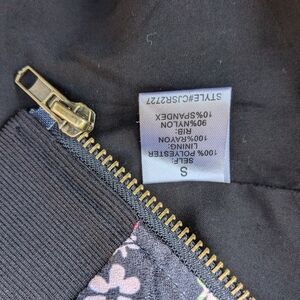 S
SELF:
100% POLYESTER
LINING:
100%RAYON
RIB:
90%NYLON
10%SPANDEX
STYLE#CJSR2727